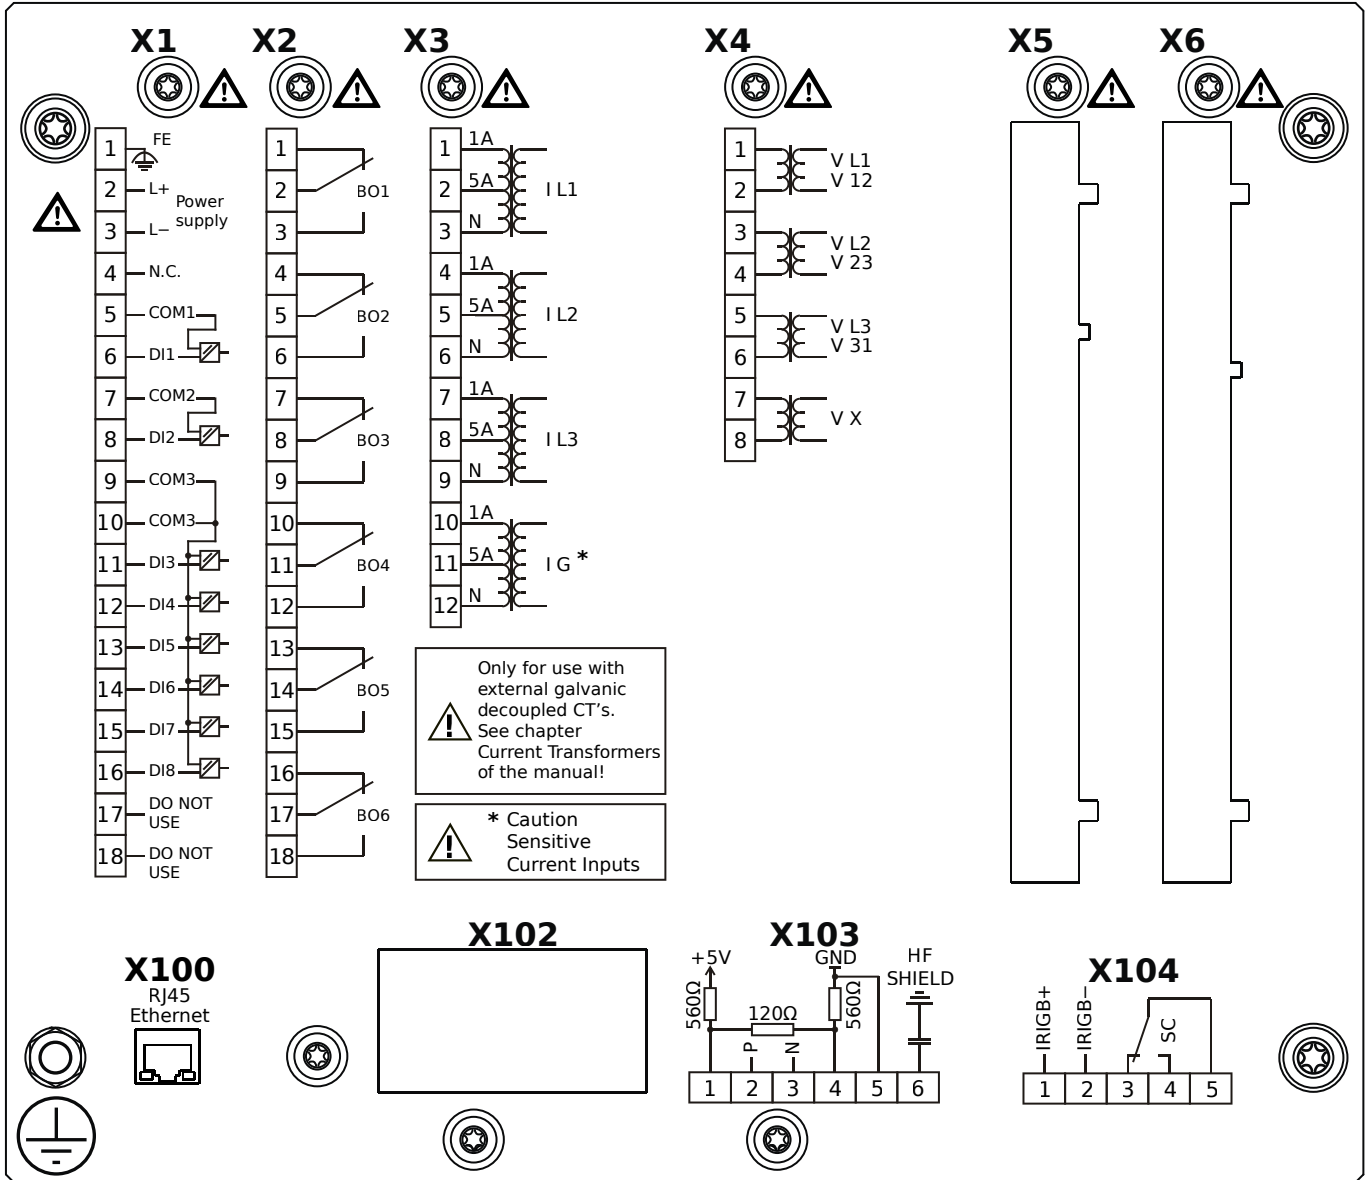 X1
X2
X3
X4
X5
X6
1
FE
2
L+
Power
supply
3
L−
4
N.C.
5
COM1
6
DI1
7
COM2
8
DI2
9
COM3
10
COM3
11
DI3
12
DI4
13
DI5
14
DI6
15
DI7
16
DI8
17
DO NOT
USE
18
DO NOT
USE
1
2
BO1
3
4
5
BO2
6
7
8
BO3
9
10
11
BO4
12
13
14
BO5
15
16
17
BO6
18
1
1A
2
5A
I L1
3
N
4
1A
5
5A
I L2
6
N
7
1A
8
5A
I L3
9
N
10
1A
11
5A
I G *
12
N
Only for use with
external galvanic
decoupled CT's.
See chapter
Current Transformers
of the manual!
* Caution
Sensitive
Current Inputs
1
2
V L1
V 12
3
4
V L2
V 23
5
6
V L3
V 31
7
8
V X
X100
RJ45
Ethernet
X102
X103
+5V
GND
HF
SHIELD
560Ω
120Ω
560Ω
P
N
1 2 3 4 5 6
X104
IRIGB+
IRIGB−
SC
1 2 3 4 5